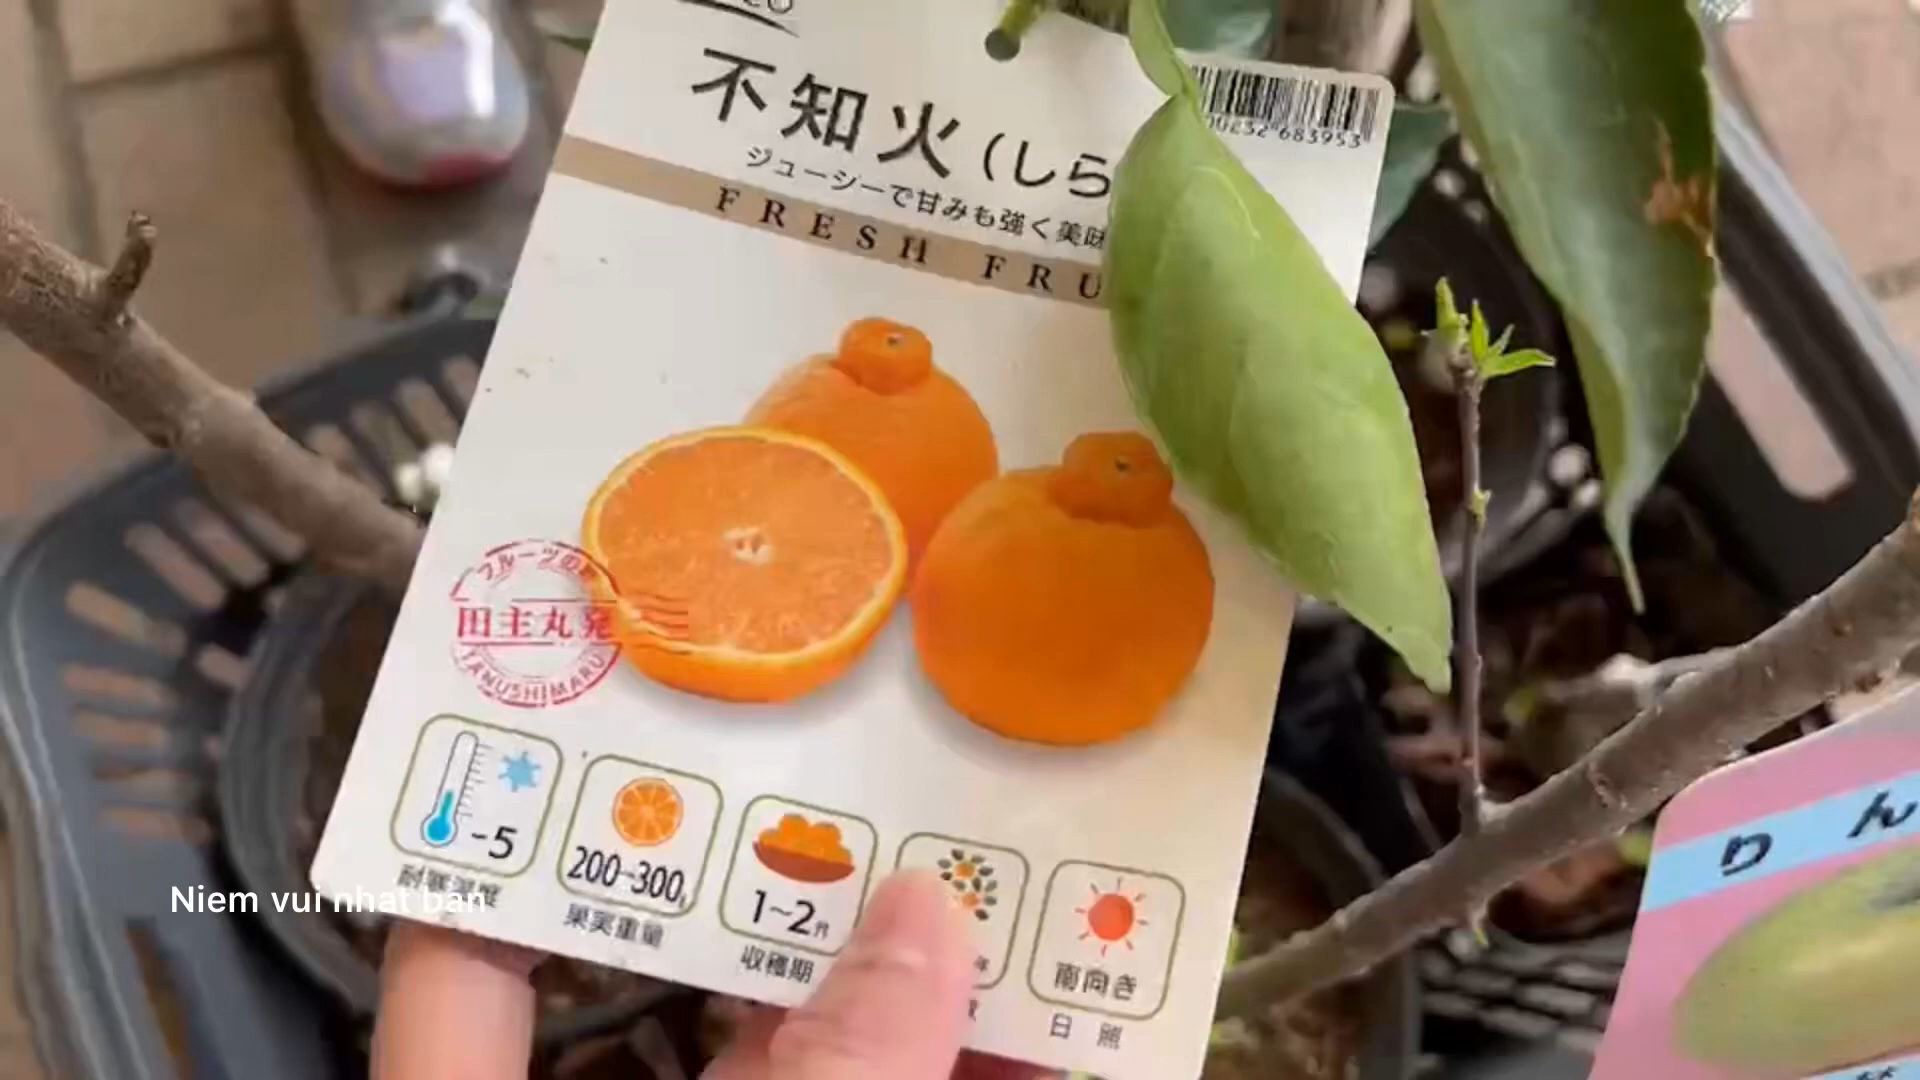 不知火(しら
ジューシーで甘みも強く美味
FRESH FRU
フルーツの
田主丸発
TANUSHIMARU
-5
耐寒温度
200-300g
果実重量
1~2月
収穫期
年
南向き
日照
Niem vui nhat ban
りん